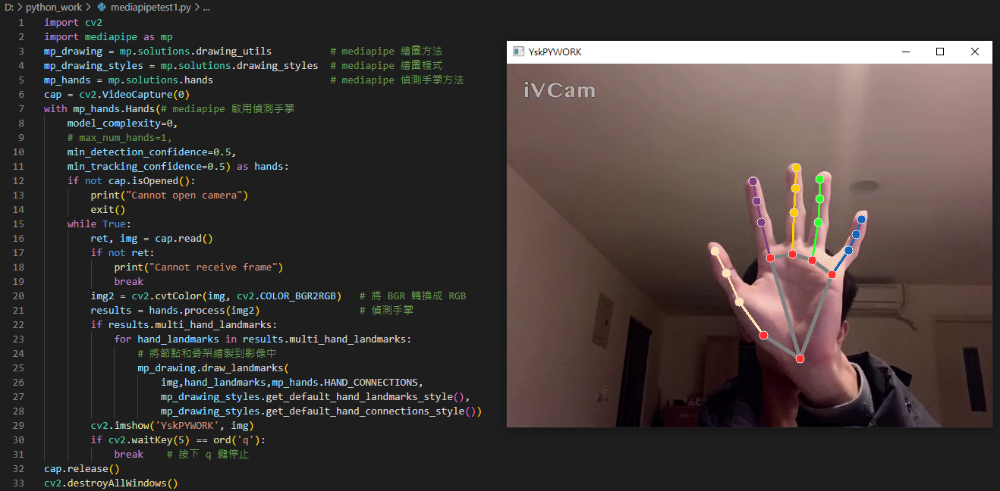 D: > python_work > mediapipetest1.py > ...
1 import cv2
2 import mediapipe as mp
3 mp_drawing = mp.solutions.drawing_utils # mediapipe 繪圖方法
4 mp_drawing_styles = mp.solutions.drawing_styles # mediapipe 繪圖樣式
5 mp_hands = mp.solutions.hands # mediapipe 偵測手掌方法
6 cap = cv2.VideoCapture(0)
7 with mp_hands.Hands(# mediapipe 啟用偵測手掌
8 model_complexity=0,
9 # max_num_hands=1,
10 min_detection_confidence=0.5,
11 min_tracking_confidence=0.5) as hands:
12 if not cap.isOpened():
13 print("Cannot open camera")
14 exit()
15 while True:
16 ret, img = cap.read()
17 if not ret:
18 print("Cannot receive frame")
19 break
20 img2 = cv2.cvtColor(img, cv2.COLOR_BGR2RGB) # 將 BGR 轉換成 RGB
21 results = hands.process(img2) # 偵測手掌
22 if results.multi_hand_landmarks:
23 for hand_landmarks in results.multi_hand_landmarks:
24 # 將節點和骨架繪製到影像中
25 mp_drawing.draw_landmarks(
26 img,hand_landmarks,mp_hands.HAND_CONNECTIONS,
27 mp_drawing_styles.get_default_hand_landmarks_style(),
28 mp_drawing_styles.get_default_hand_connections_style())
29 cv2.imshow('YskPYWORK', img)
30 if cv2.waitKey(5) == ord('q'):
31 break # 按下 q 鍵停止
32 cap.release()
33 cv2.destroyAllWindows()
YskPYWORK
iVCam